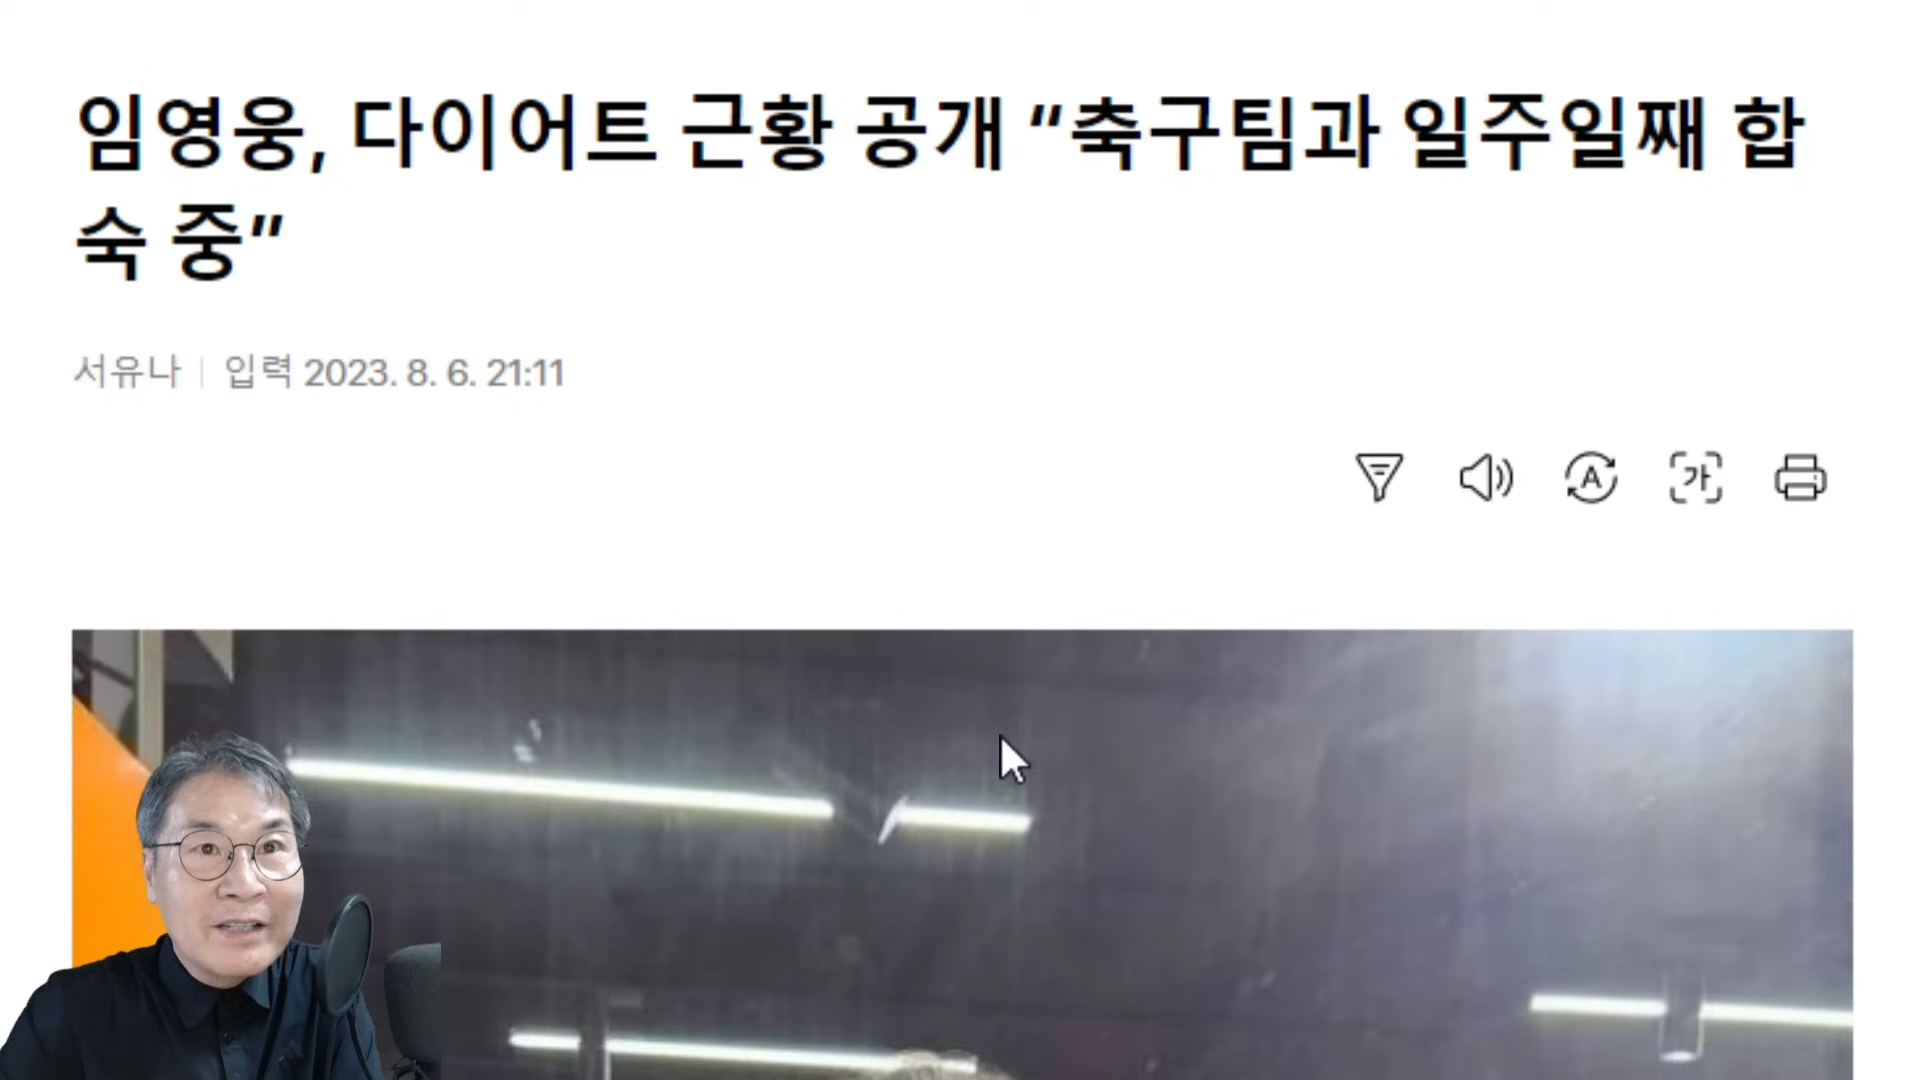 임영웅, 다이어트 근황 공개 “축구팀과 일주일째 합
숙 중”
서유나 | 입력 2023. 8. 6. 21:11
A
가